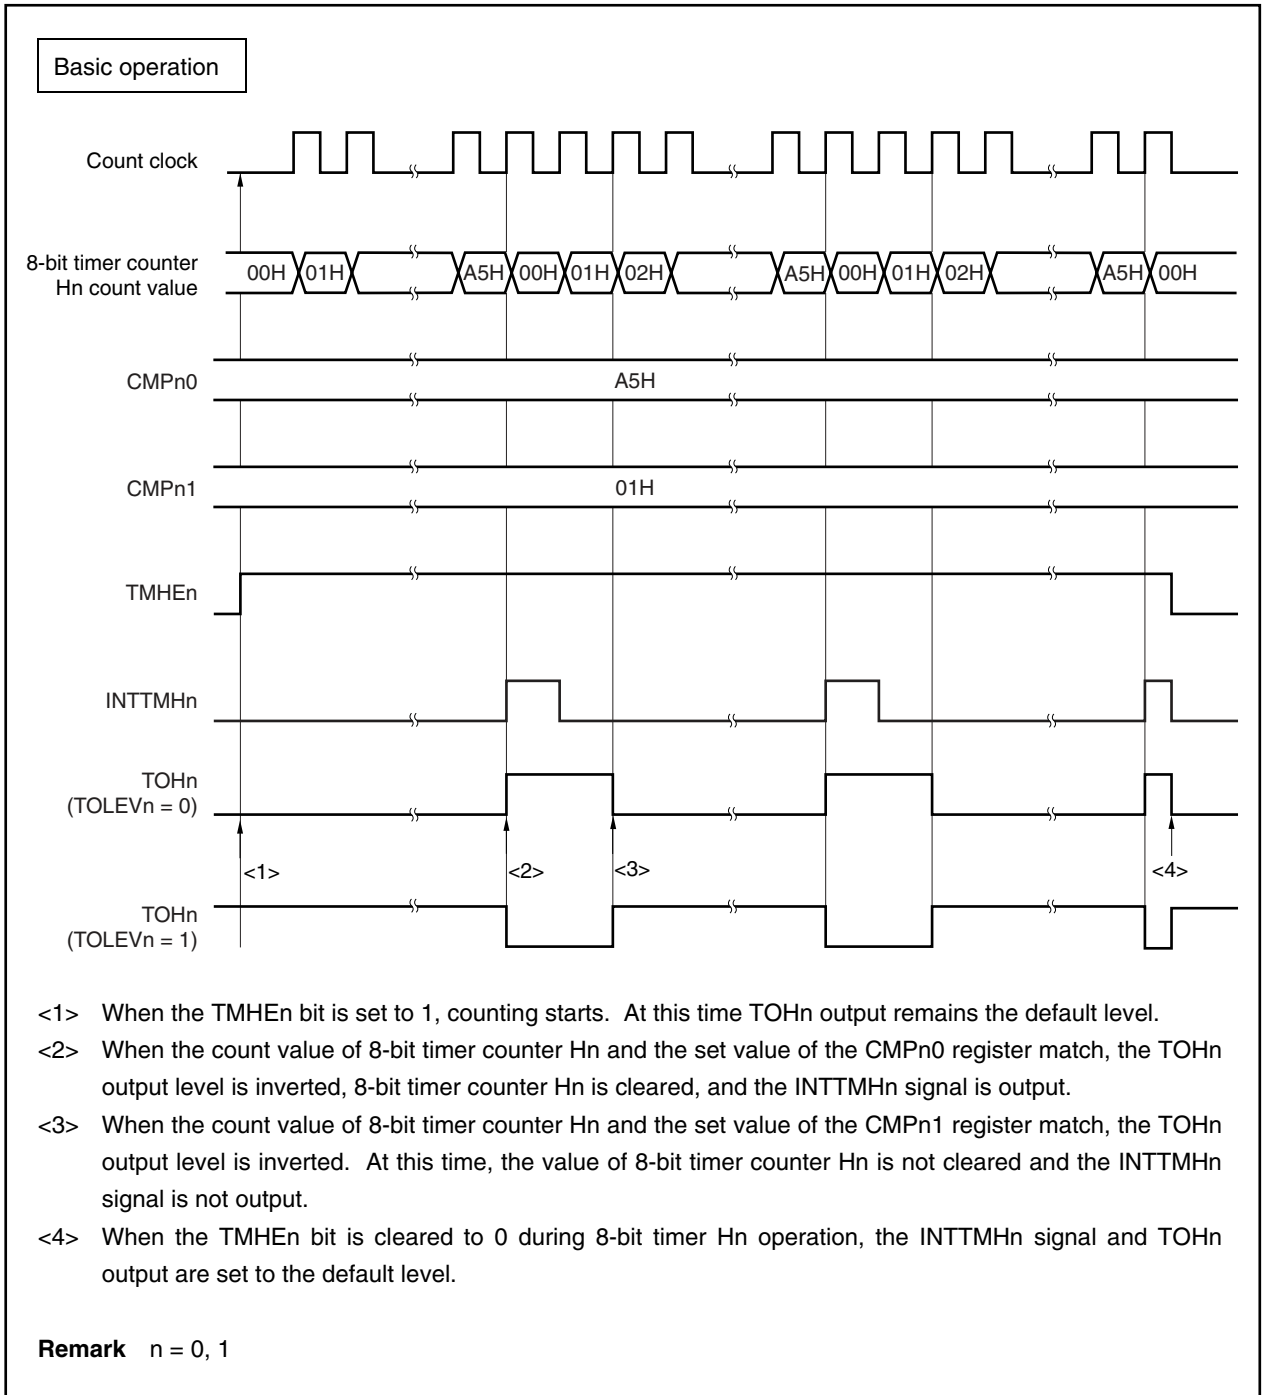 Basic operation
Count clock
8-bit timer counter
Hn count value
00H 01H A5H 00H 01H 02H A5H 00H 01H 02H A5H 00H
CMPn0
A5H
CMPn1
01H
TMHEn
INTTMHn
TOHn
(TOLEVn = 0)
<1> <2> <3> <4>
TOHn
(TOLEVn = 1)
<1> When the TMHEn bit is set to 1, counting starts. At this time TOHn output remains the default level.
<2> When the count value of 8-bit timer counter Hn and the set value of the CMPn0 register match, the TOHn
output level is inverted, 8-bit timer counter Hn is cleared, and the INTTMHn signal is output.
<3> When the count value of 8-bit timer counter Hn and the set value of the CMPn1 register match, the TOHn
output level is inverted. At this time, the value of 8-bit timer counter Hn is not cleared and the INTTMHn
signal is not output.
<4> When the TMHEn bit is cleared to 0 during 8-bit timer Hn operation, the INTTMHn signal and TOHn
output are set to the default level.
Remark n = 0, 1